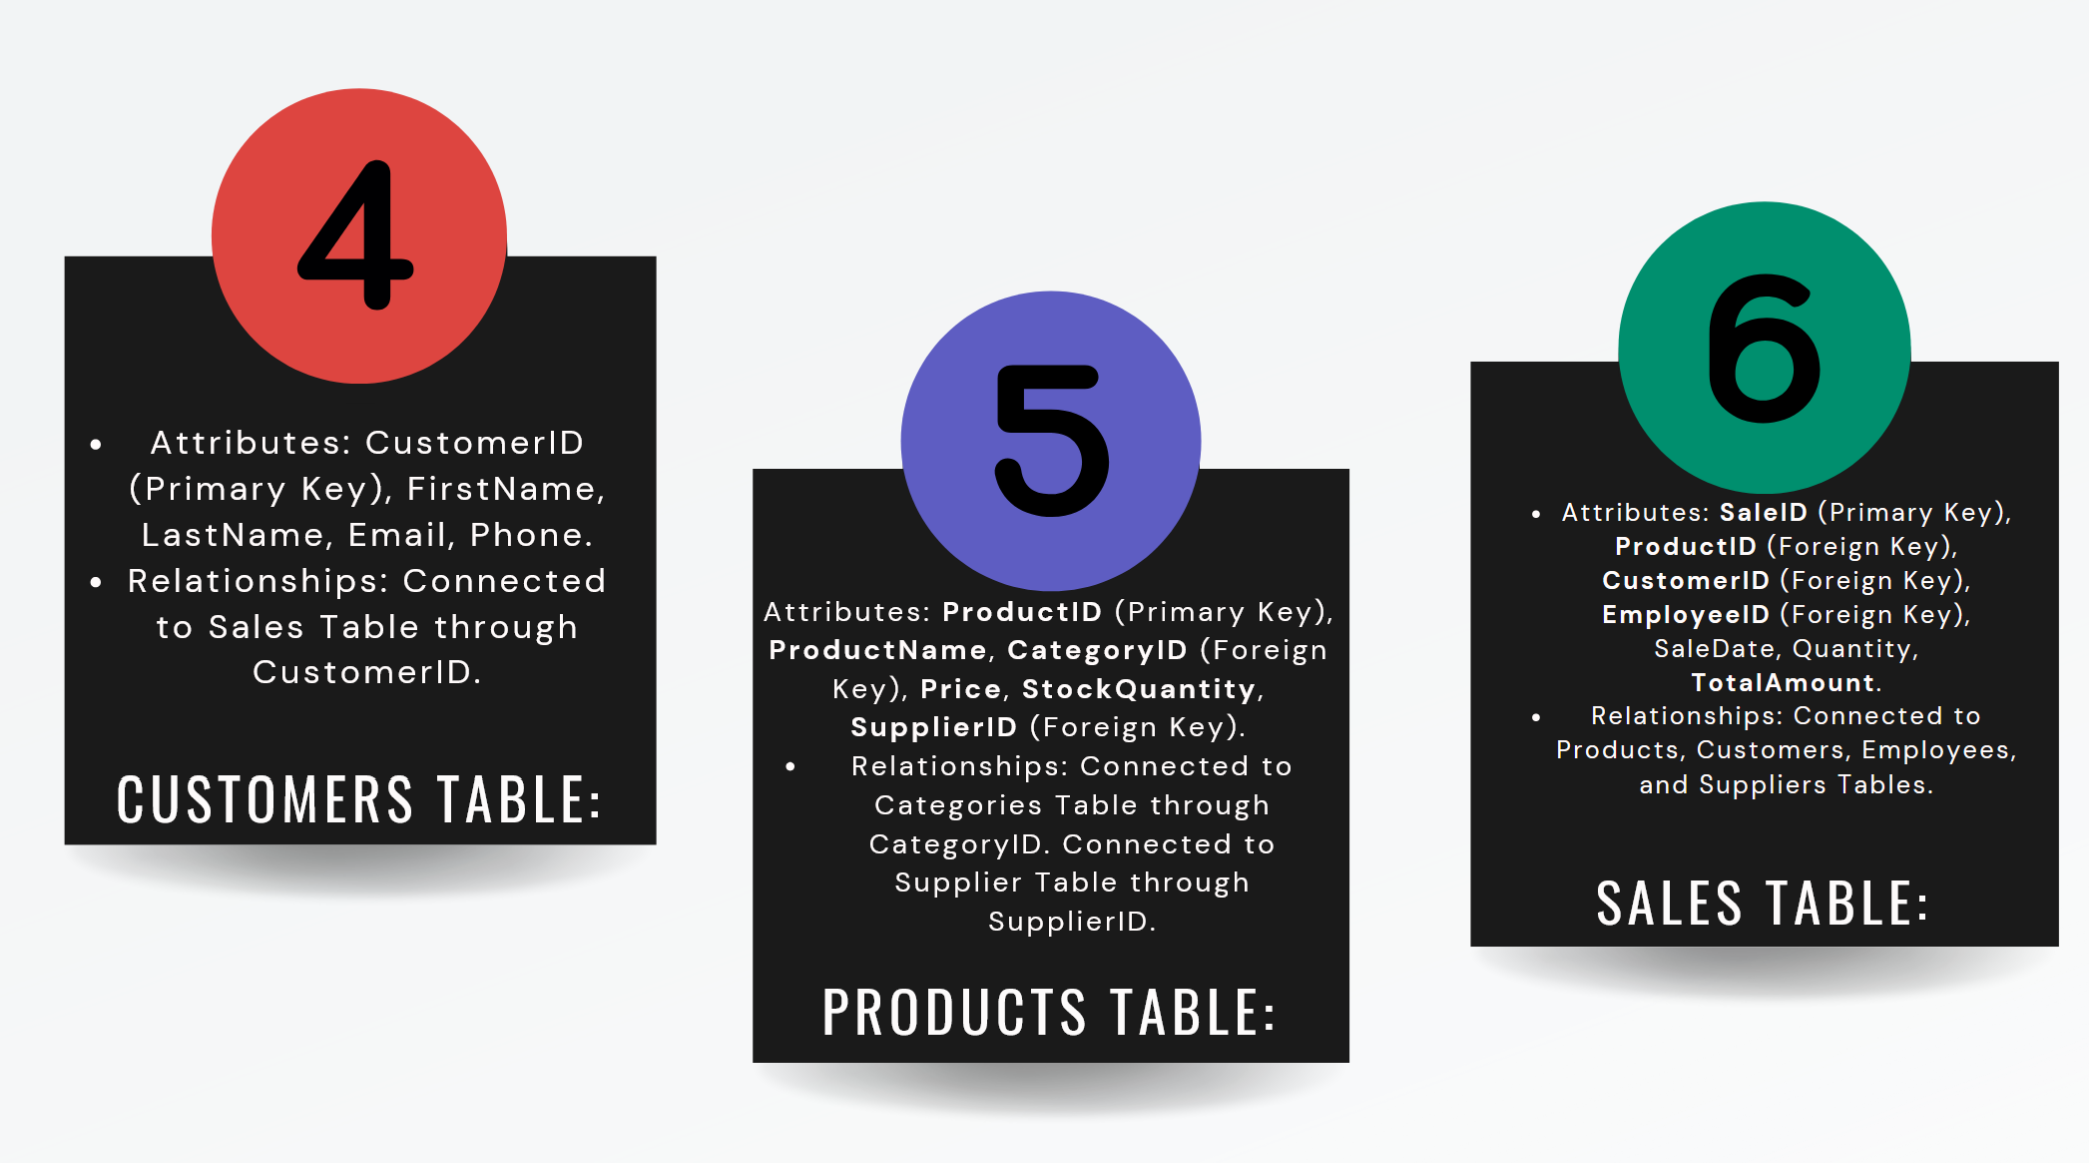 4
• Attributes: CustomerID
(Primary Key), FirstName,
LastName, Email, Phone.
• Relationships: Connected
to Sales Table through
CustomerID.
CUSTOMERS TABLE:
5
Attributes: ProductID (Primary Key),
ProductName, CategoryID (Foreign
Key), Price, StockQuantity,
SupplierID (Foreign Key).
• Relationships: Connected to
Categories Table through
CategoryID. Connected to
Supplier Table through
SupplierID.
PRODUCTS TABLE:
6
• Attributes: SaleID (Primary Key),
ProductID (Foreign Key),
CustomerID (Foreign Key),
EmployeeID (Foreign Key),
SaleDate, Quantity,
TotalAmount.
• Relationships: Connected to
Products, Customers, Employees,
and Suppliers Tables.
SALES TABLE: